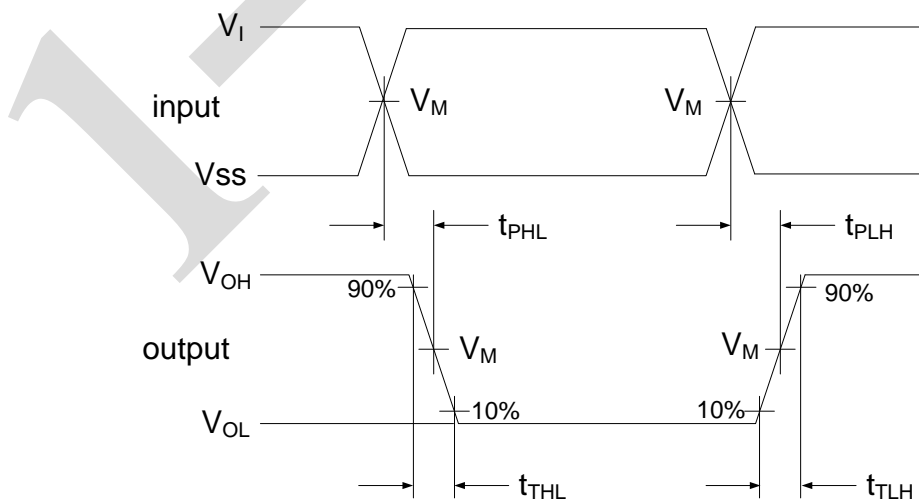 V_I
input
V_M V_M
Vss
t_PHL t_PLH
V_OH
90% 90%
output
V_M V_M
10% 10%
V_OL
t_THL t_TLH